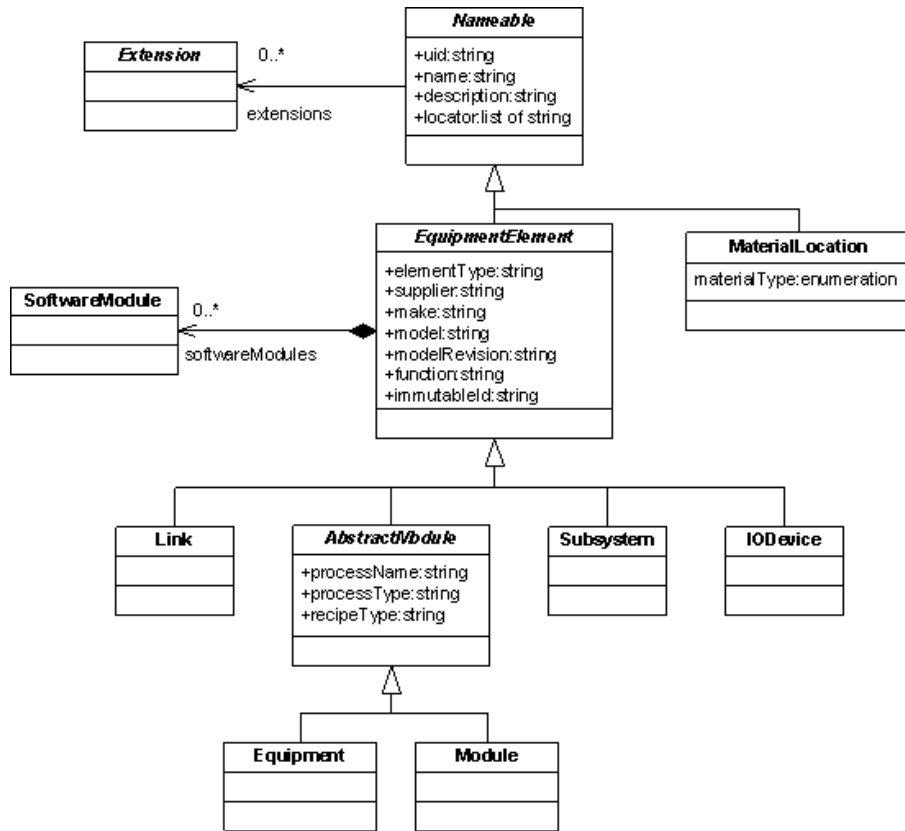 Nameable
+uid:string
+name:string
+description:string
+locator:list of string
Extension
0..*
extensions
EquipmentElement
+elementType:string
+supplier:string
+make:string
+model:string
+modelRevision:string
+function:string
+immutableId:string
MaterialLocation
materialType:enumeration
SoftwareModule
0..*
softwareModules
Link
AbstractModule
+processName:string
+processType:string
+recipeType:string
Subsystem
IODevice
Equipment
Module